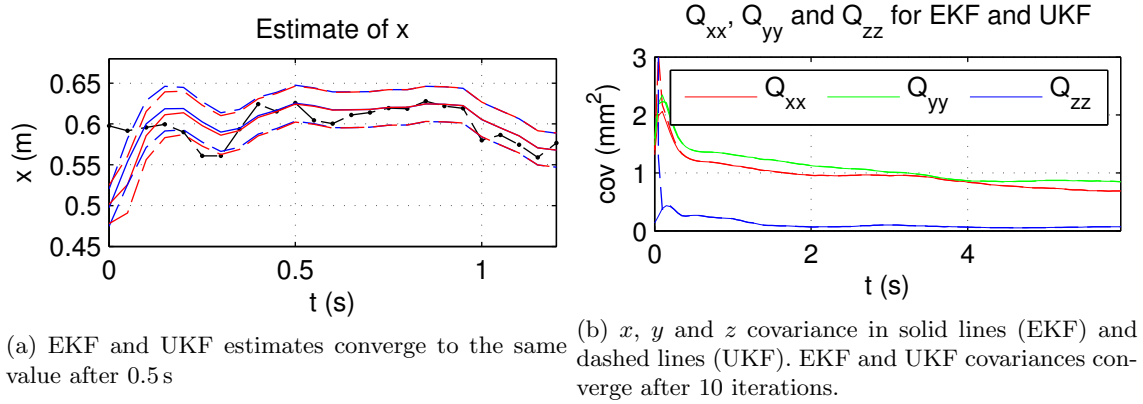 Estimate of x
0.65
0.6
0.55
0.5
0.45
x (m)
0
0.5
1
t (s)
(a) EKF and UKF estimates converge to the same
value after 0.5 s
Q_xx, Q_yy and Q_zz for EKF and UKF
3
2
1
0
cov (mm²)
Q_xx Q_yy Q_zz
0
2
4
t (s)
(b) x, y and z covariance in solid lines (EKF) and
dashed lines (UKF). EKF and UKF covariances con-
verge after 10 iterations.